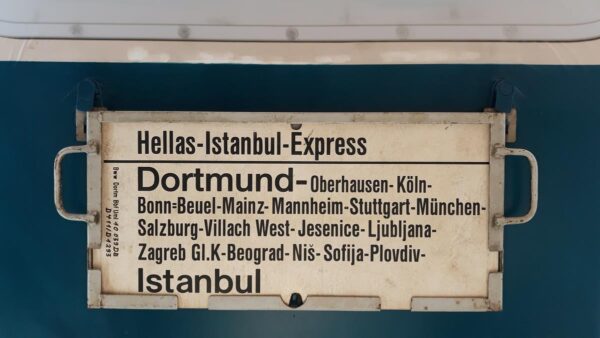 Hellas-Istanbul-Express
Dortmund-Oberhausen-Köln-
Bonn-Beuel-Mainz-Mannheim-Stuttgart-München-
Salzburg-Villach West-Jesenice-Ljubljana-
Zagreb Gl.K-Beograd-Niš-Sofija-Plovdiv-
Istanbul